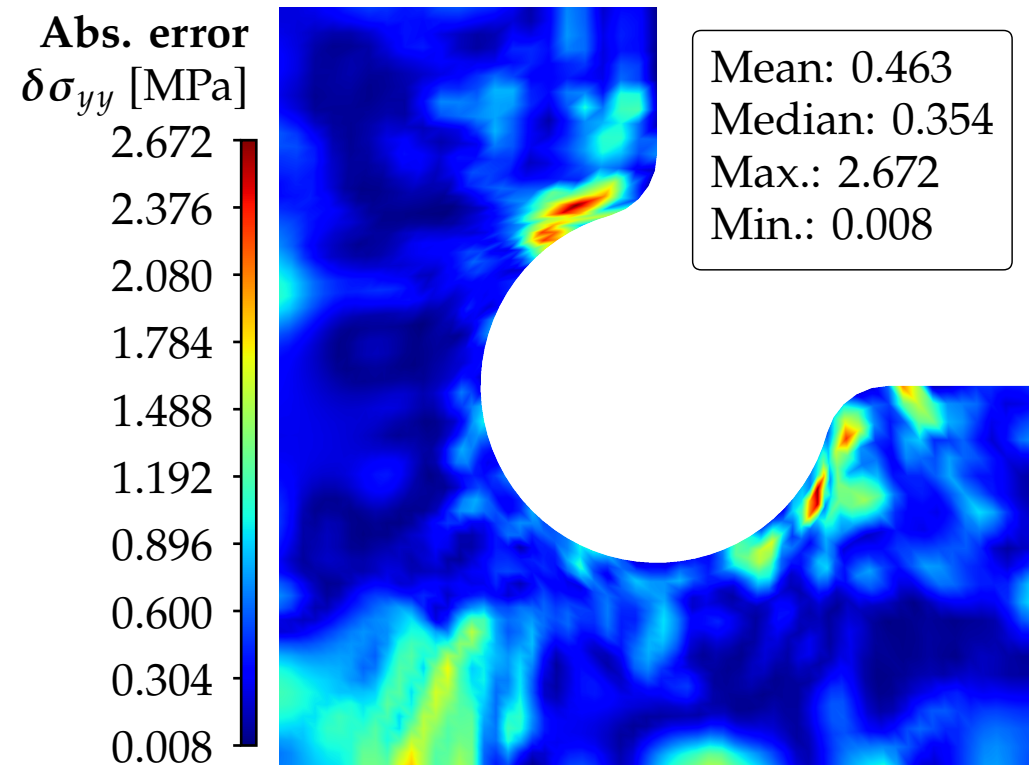 Abs. error
δσyy [MPa]
2.672
2.376
2.080
1.784
1.488
1.192
0.896
0.600
0.304
0.008
Mean: 0.463
Median: 0.354
Max.: 2.672
Min.: 0.008